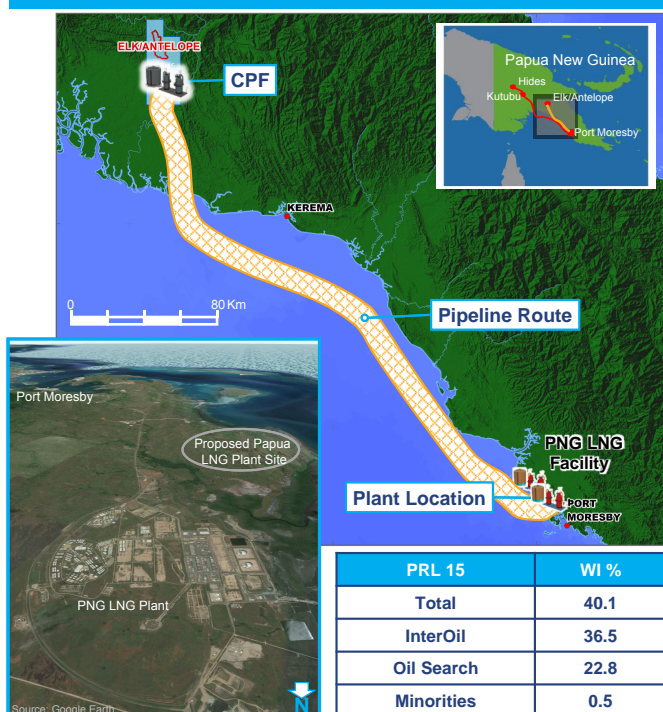 ELK/ANTELOPE
CPF
Papua New Guinea
Hides
Kutubu
Elk/Antelope
Port Moresby
KEREMA
0
80 Km
Pipeline Route
Port Moresby
Proposed Papua
LNG Plant Site
PNG LNG
Facility
Plant Location
PORT
MORESBY
PNG LNG Plant
N
Source: Google Earth
PRL 15 WI %
Total 40.1
InterOil 36.5
Oil Search 22.8
Minorities 0.5